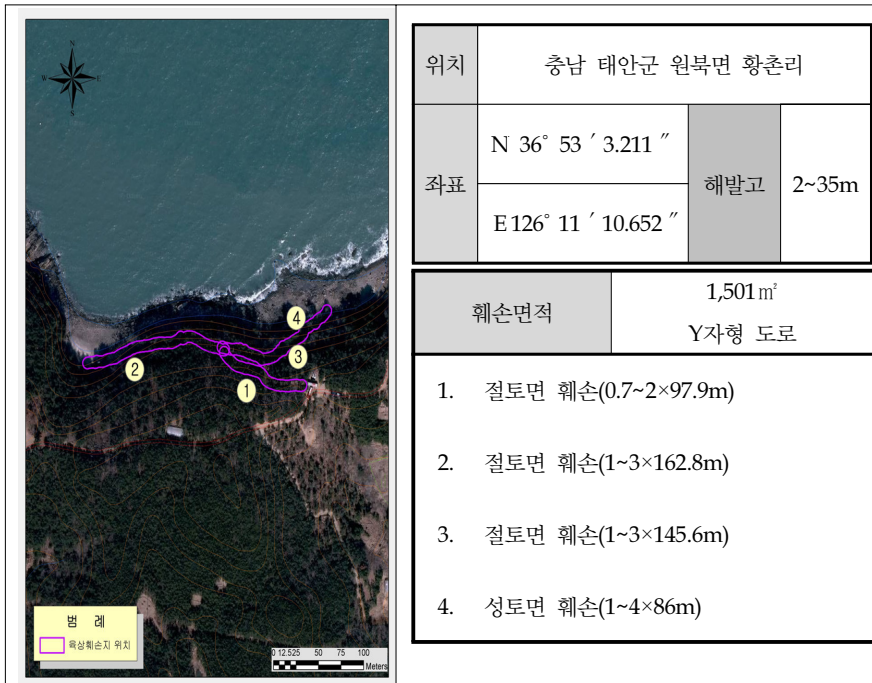 N
W
E
S
4
3
2
1
범 례
육상훼손지 위치
0 12.525 50 75 100
Meters
위치 충남 태안군 원북면 황촌리
좌표 N 36° 53 ′ 3.211 ″ 해발고 2~35m
E 126° 11 ′ 10.652 ″
훼손면적 1,501㎡
Y자형 도로
1. 절토면 훼손(0.7~2×97.9m)
2. 절토면 훼손(1~3×162.8m)
3. 절토면 훼손(1~3×145.6m)
4. 성토면 훼손(1~4×86m)